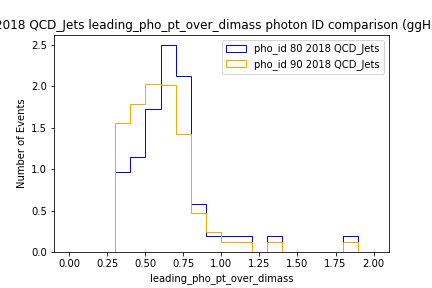 2018 QCD_Jets leading_pho_pt_over_dimass photon ID comparison (ggH
2.5
2.0
1.5
1.0
0.5
0.0
Number of Events
pho_id 80 2018 QCD_Jets
pho_id 90 2018 QCD_Jets
0.00 0.25 0.50 0.75 1.00 1.25 1.50 1.75 2.00
leading_pho_pt_over_dimass